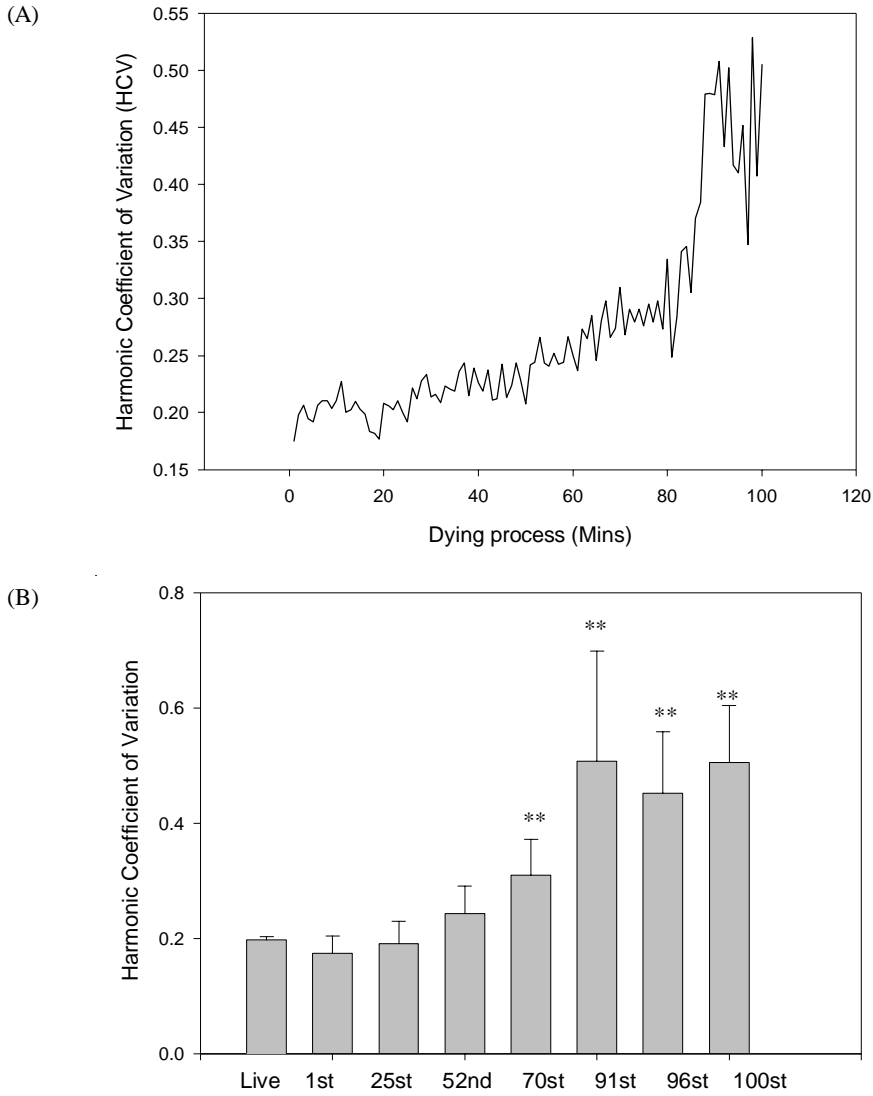 (A)
Harmonic Coefficient of Variation (HCV)
0.55
0.50
0.45
0.40
0.35
0.30
0.25
0.20
0.15
0 20 40 60 80 100 120
Dying process (Mins)
(B)
Harmonic Coefficient of Variation
0.8
0.6
0.4
0.2
0.0
** ** ** **
Live 1st 25st 52nd 70st 91st 96st 100st